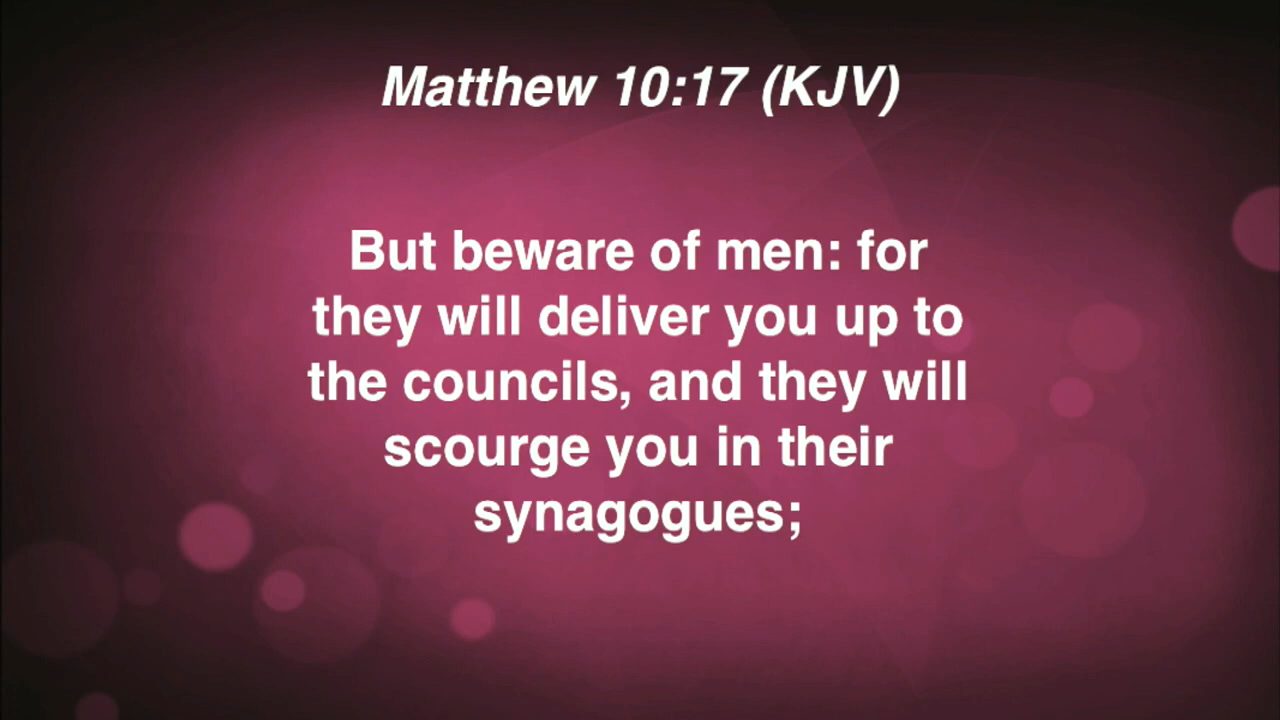 Matthew 10:17 (KJV)
But beware of men: for
they will deliver you up to
the councils, and they will
scourge you in their
synagogues;